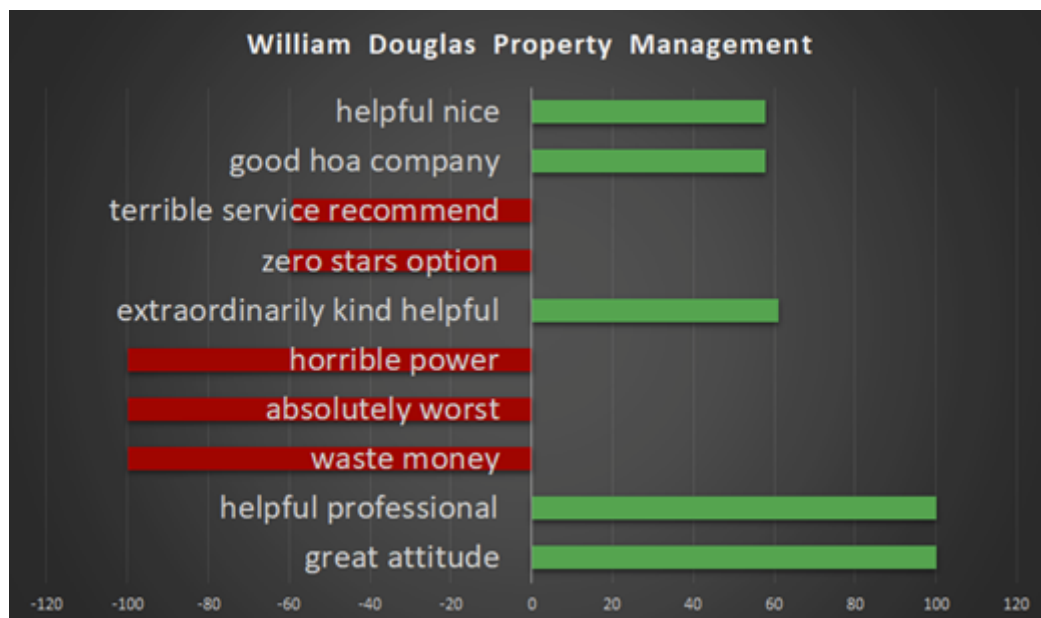 William Douglas Property Management
helpful nice
good hoa company
terrible service recommend
zero stars option
extraordinarily kind helpful
horrible power
absolutely worst
waste money
helpful professional
great attitude
-120 -100 -80 -60 -40 -20 0 20 40 60 80 100 120